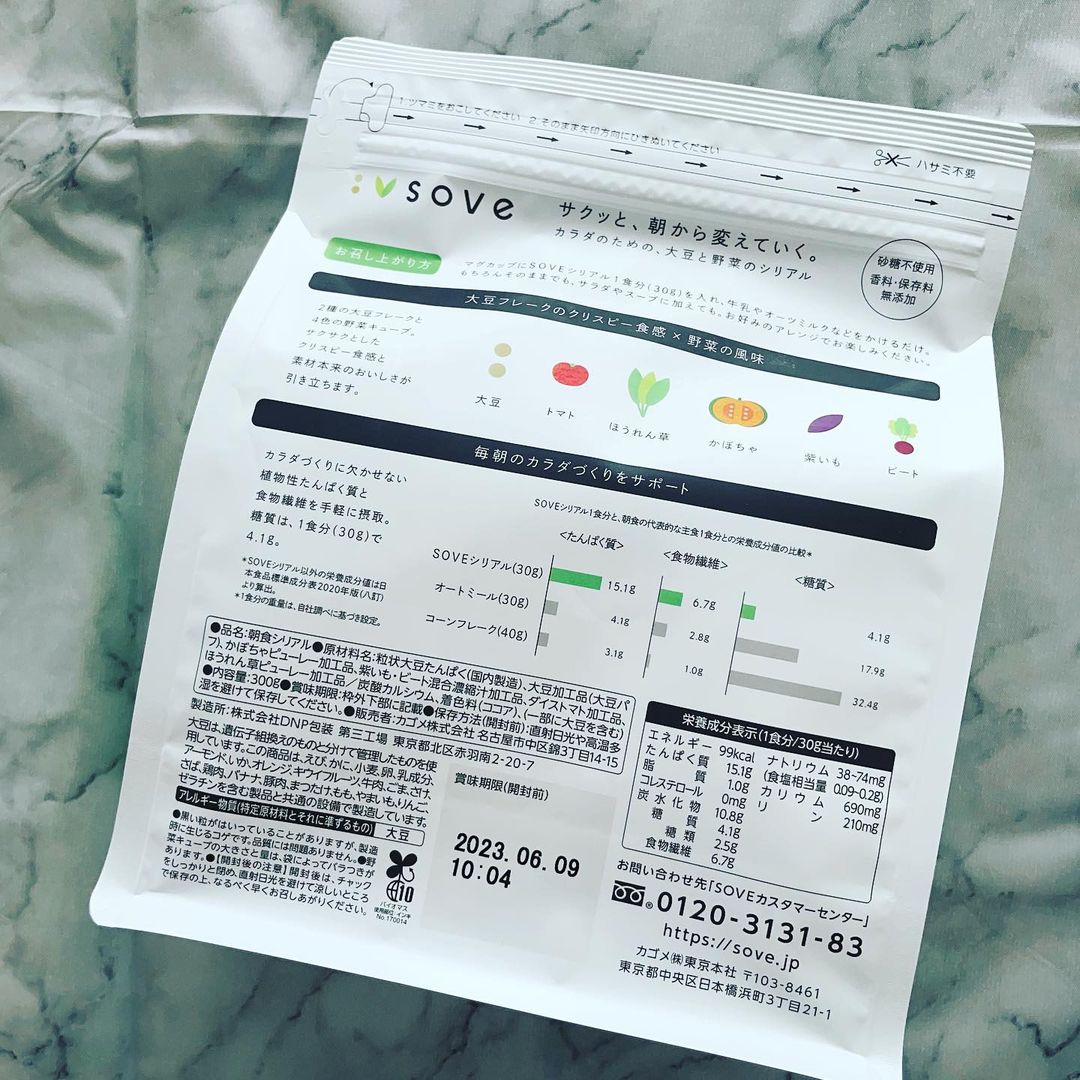 1.ツマミをおこしてください 2.そのまま矢印方向にひきぬいてください
ハサミ不要
sove
サクッと、朝から変えていく。
カラダのための、大豆と野菜のシリアル
砂糖不使用
香料・保存料
無添加
お召し上がり方
マグカップにSOVEシリアル1食分(30g)を入れ、牛乳やオーツミルクなどをかけるだけ。
もちろんそのままでも、サラダやスープに加えても。お好みのアレンジでお楽しみください。
大豆フレークのクリスピー食感×野菜の風味
2種の大豆フレークと
4色の野菜キューブ。
サクサクとした
クリスピー食感と
素材本来のおいしさが
引き立ちます。
大豆
トマト
ほうれん草
かぼちゃ
紫いも
ビート
毎朝のカラダづくりをサポート
カラダづくりに欠かせない
植物性たんぱく質と
食物繊維を手軽に摂取。
糖質は、1食分(30g)で
4.1g。
*SOVEシリアル以外の栄養成分値は日
本食品標準成分表2020年版(八訂)
より算出。
*1食分の重量は、自社調べに基づき設定。
SOVEシリアル1食分と、朝食の代表的な主食1食分との栄養成分値の比較*
<たんぱく質>
<食物繊維>
<糖質>
SOVEシリアル(30g)
15.1g
6.7g
4.1g
オートミール(30g)
4.1g
2.8g
17.9g
コーンフレーク(40g)
3.1g
1.0g
32.4g
●品名:朝食シリアル●原材料名:粒状大豆たんぱく(国内製造)、大豆加工品(大豆パ
フ)、かぼちゃピューレー加工品、紫いも・ビート混合濃縮汁加工品、ダイストマト加工品、
ほうれん草ピューレー加工品/炭酸カルシウム、着色料(ココア)、(一部に大豆を含む)
●内容量:300g●賞味期限:枠外下部に記載●保存方法(開封前):直射日光や高温多
湿を避けて保存してください。●販売者:カゴメ株式会社 名古屋市中区錦3丁目14-15
製造所:株式会社DNP包装 第三工場 東京都北区赤羽南2-20-7
大豆は、遺伝子組換えのものと分けて管理したものを使
用しています。この商品は、えび、かに、小麦、卵、乳成分、
アーモンド、いか、オレンジ、キウイフルーツ、牛肉、ごま、さけ、
さば、鶏肉、バナナ、豚肉、まつたけ、もも、やまいも、りんご、
ゼラチンを含む製品と共通の設備で製造しています。
アレルギー物質(特定原材料とそれに準ずるもの) 大豆
●黒い粒がはいっていることがありますが、製造
時に生じるコゲです。品質には問題ありません。●野
菜キューブの大きさと量は、袋によってバラつきが
あります。●【開封後の注意】開封後は、チャック
をしっかりと閉め、直射日光を避けて涼しいところ
で保存の上、なるべく早くお召しあがりください。
10
バイオマス
使用部位 インキ
No.170014
賞味期限(開封前)
2023.06.09
10:04
栄養成分表示(1食分/30g当たり)
エネルギー 99kcal
たんぱく質 15.1g
脂質 1.0g
コレステロール 0mg
炭水化物 10.8g
糖質 4.1g
糖類 2.5g
食物繊維 6.7g
ナトリウム 38~74mg
(食塩相当量 0.09~0.2g)
カリウム 690mg
リン 210mg
お問い合わせ先「SOVEカスタマーセンター」
0120-3131-83
https://sove.jp
カゴメ㈱東京本社 〒103-8461
東京都中央区日本橋浜町3丁目21-1